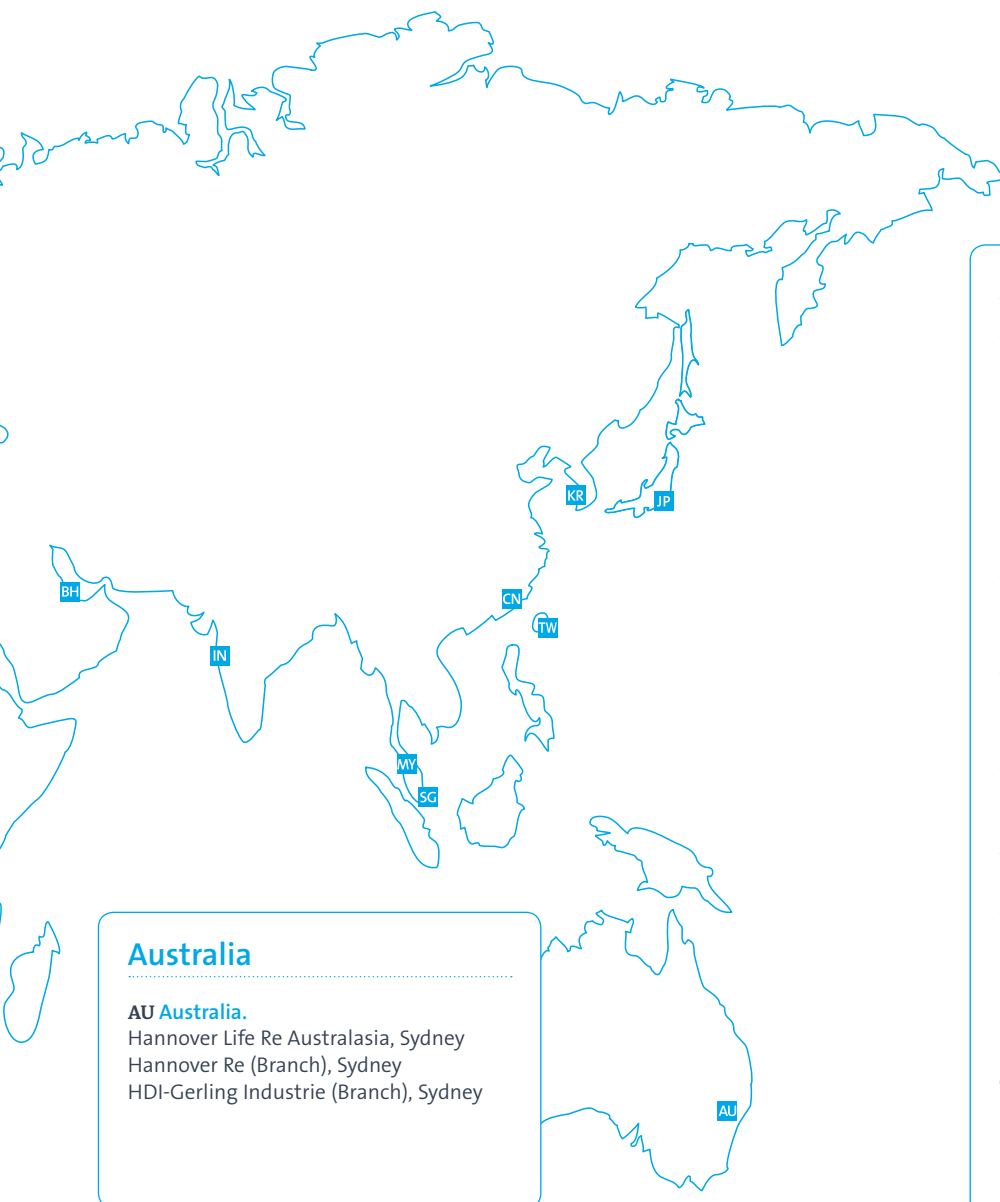 KR
JP
BH
CN
TW
IN
MY
SG
Australia
AU Australia.
Hannover Life Re Australasia, Sydney
Hannover Re (Branch), Sydney
HDI-Gerling Industrie (Branch), Sydney
AU